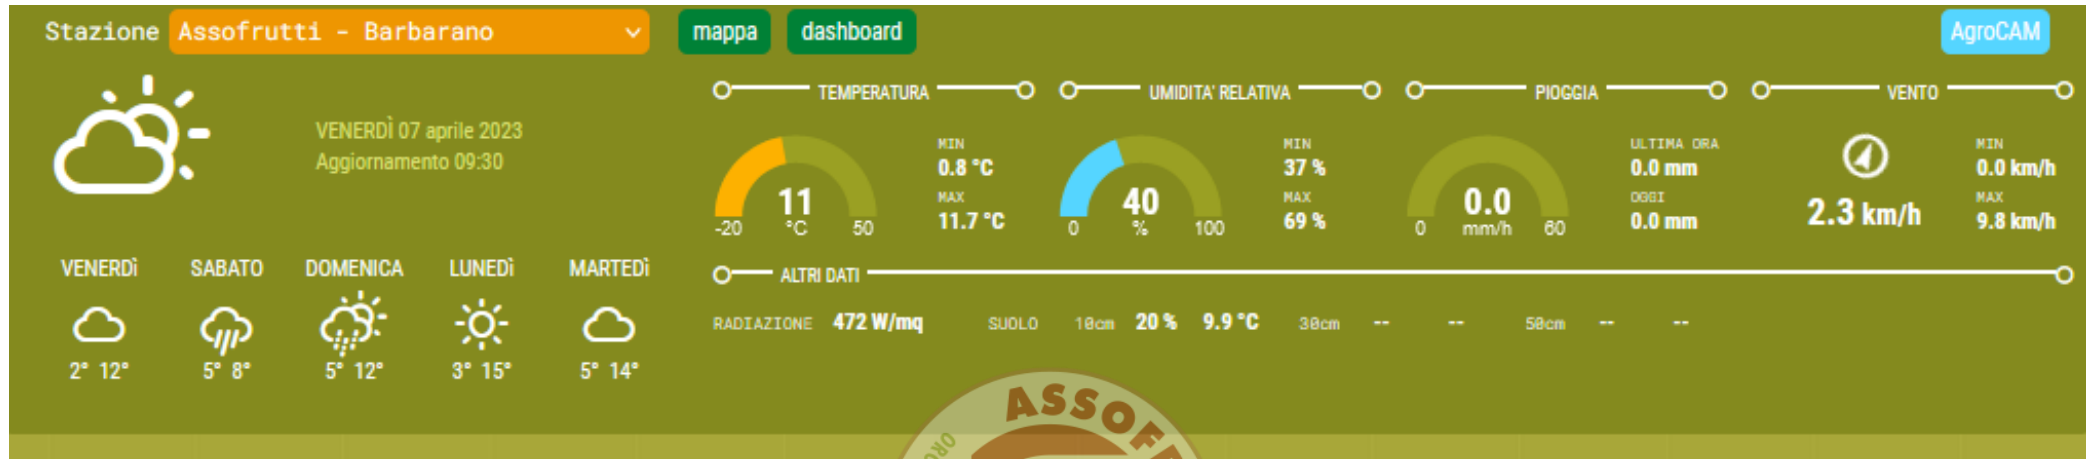 Stazione Assofrutti - Barbarano mappa dashboard AgroCAM
VENERDÌ 07 aprile 2023
Aggiornamento 09:30
VENERDÌ SABATO DOMENICA LUNEDÌ MARTEDÌ
2° 12° 5° 8° 5° 12° 3° 15° 5° 14°
TEMPERATURA
11
°C
-20 50
MIN
0.8 °C
MAX
11.7 °C
UMIDITA' RELATIVA
40
%
0 100
MIN
37 %
MAX
69 %
PIOGGIA
0.0
mm/h
0 60
ULTIMA ORA
0.0 mm
OGGI
0.0 mm
VENTO
2.3 km/h
MIN
0.0 km/h
MAX
9.8 km/h
ALTRI DATI
RADIAZIONE 472 W/mq SUOLO 10cm 20 % 9.9 °C 30cm -- -- 50cm -- --